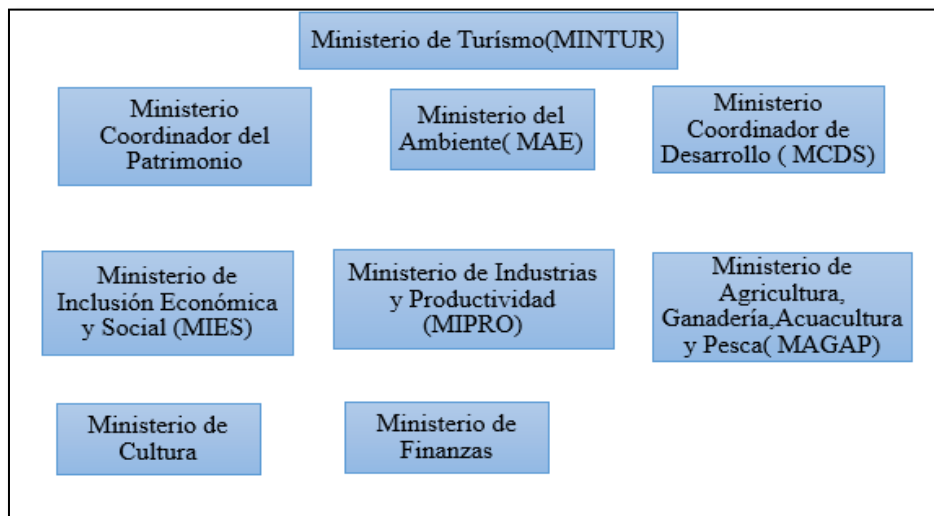 Ministerio de Turísmo(MINTUR)
Ministerio
Coordinador del
Patrimonio
Ministerio del
Ambiente( MAE)
Ministerio
Coordinador de
Desarrollo ( MCDS)
Ministerio de
Inclusión Económica
y Social (MIES)
Ministerio de Industrias
y Productividad
(MIPRO)
Ministerio de
Agricultura,
Ganadería,Acuacultura
y Pesca( MAGAP)
Ministerio de
Cultura
Ministerio de
Finanzas